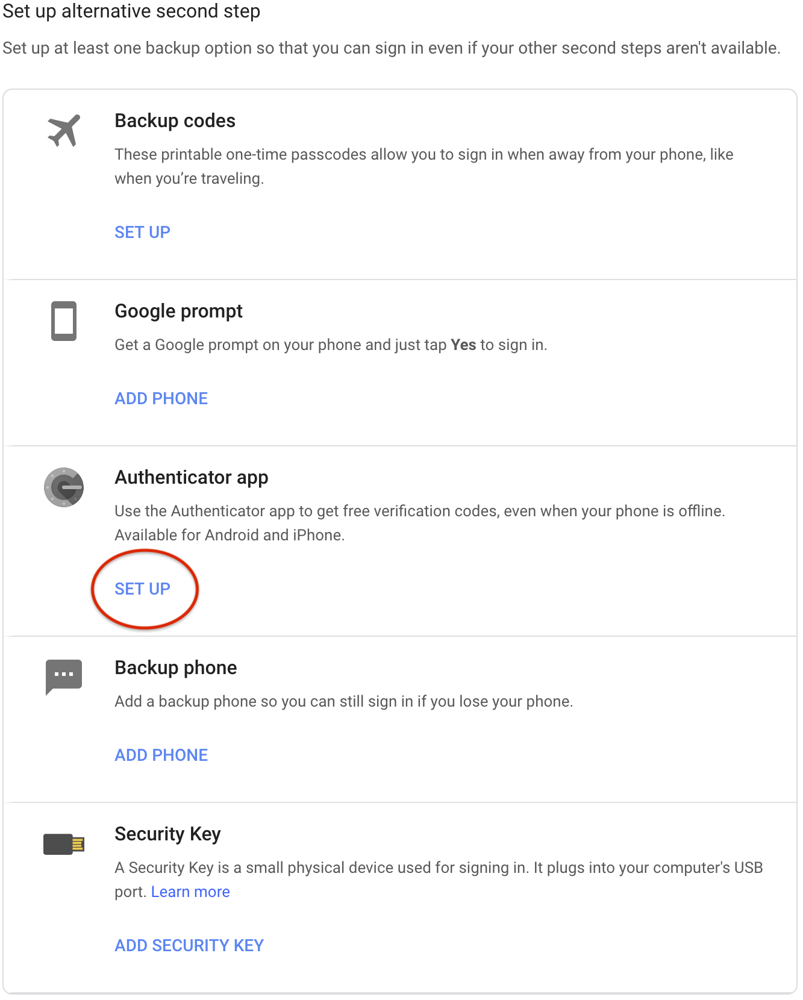 Set up alternative second step
Set up at least one backup option so that you can sign in even if your other second steps aren't available.
Backup codes
These printable one-time passcodes allow you to sign in when away from your phone, like
when you’re traveling.
SET UP
Google prompt
Get a Google prompt on your phone and just tap Yes to sign in.
ADD PHONE
Authenticator app
Use the Authenticator app to get free verification codes, even when your phone is offline.
Available for Android and iPhone.
SET UP
Backup phone
Add a backup phone so you can still sign in if you lose your phone.
ADD PHONE
Security Key
A Security Key is a small physical device used for signing in. It plugs into your computer's USB
port. Learn more
ADD SECURITY KEY